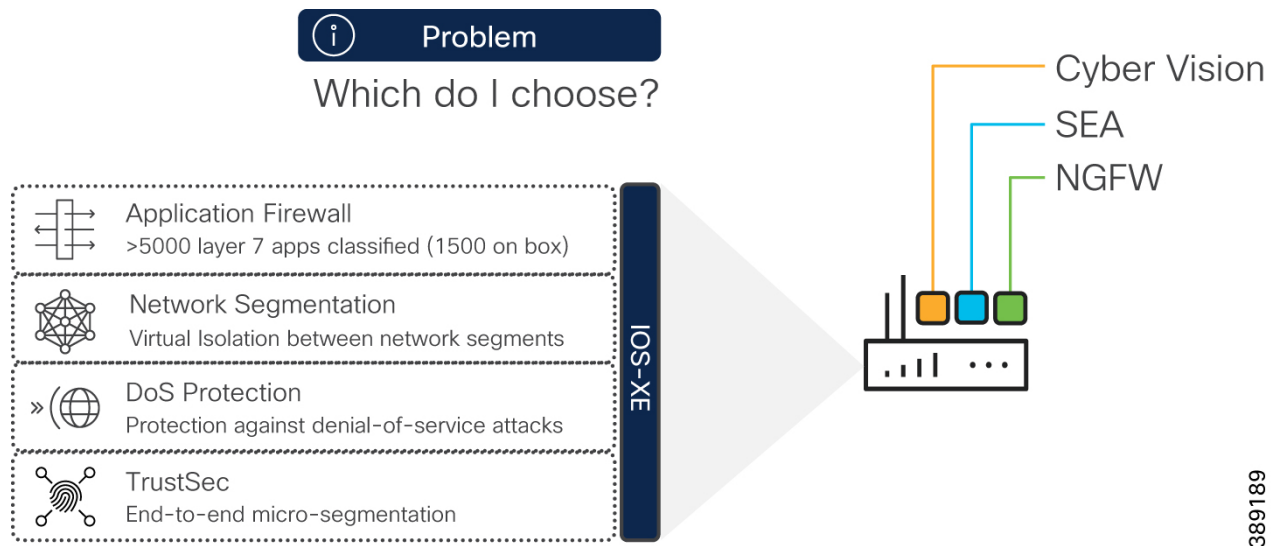 Problem
Which do I choose?
Application Firewall
>5000 layer 7 apps classified (1500 on box)
Network Segmentation
Virtual Isolation between network segments
DoS Protection
Protection against denial-of-service attacks
TrustSec
End-to-end micro-segmentation
IOS-XE
Cyber Vision
SEA
NGFW
389189